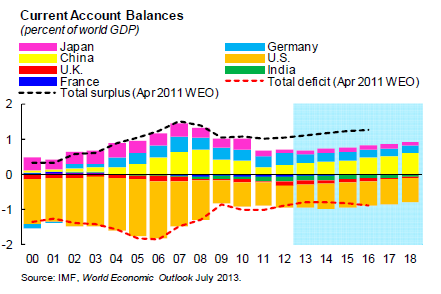 Current Account Balances
(percent of world GDP)
Japan Germany
China U.S.
U.K. India
France Total deficit (Apr 2011 WEO)
Total surplus (Apr 2011 WEO)
2
1
0
-1
-2
00 01 02 03 04 05 06 07 08 09 10 11 12 13 14 15 16 17 18
Source: IMF, World Economic Outlook July 2013.